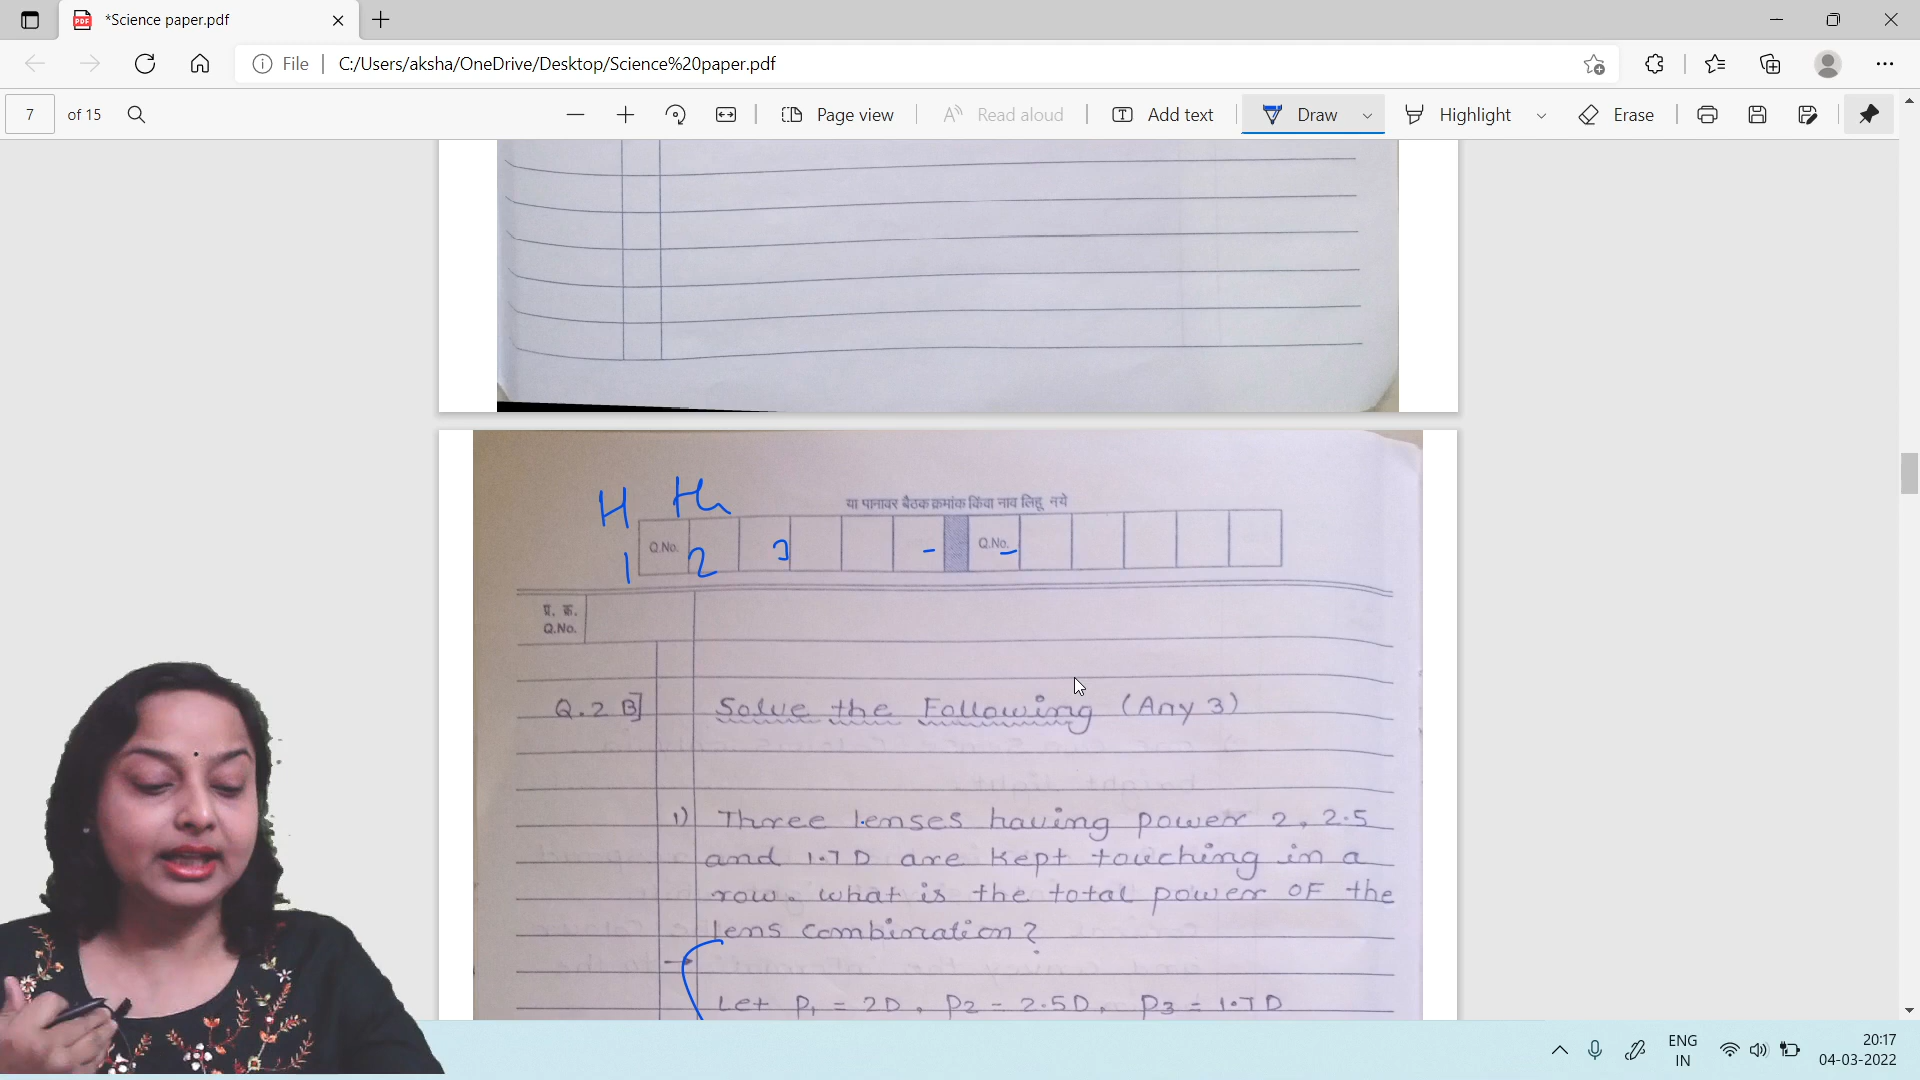 *Science paper.pdf
File
C:/Users/aksha/OneDrive/Desktop/Science%20paper.pdf
7 of 15
Page view
Read aloud
Add text
Draw
Highlight
Erase
या पानावर बैठक क्रमांक किंवा नाव लिहू नये
H
Q.No.
Q.No.
1 2 3 - -
प्र. क्र.
Q.No.
Q.2 B] Solve the Following (Any 3)
1) Three lenses having power 2, 2.5
and 1.7 D are kept touching in a
row. what is the total power of the
lens combination?
Let P1 = 2D, P2 = 2.5D, P3 = 1.7D
ENG
IN
20:17
04-03-2022